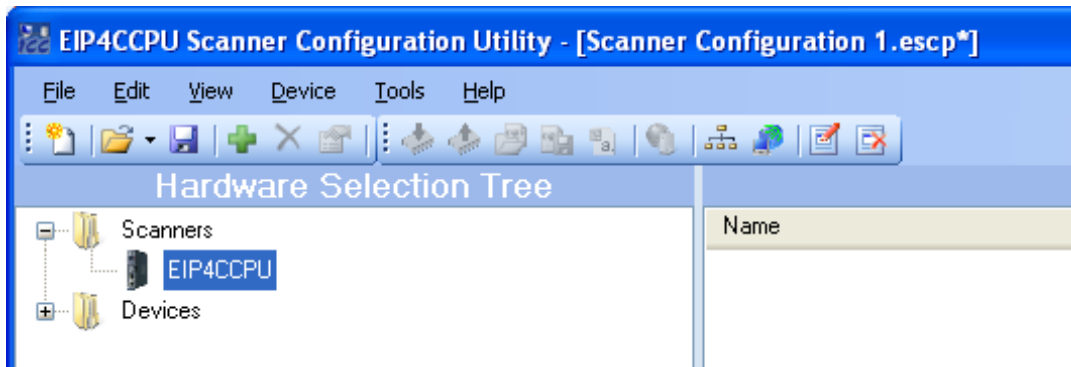 EIP4CCPU Scanner Configuration Utility - [Scanner Configuration 1.escp*]
File Edit View Device Tools Help
Hardware Selection Tree
Scanners
Name
EIP4CCPU
Devices